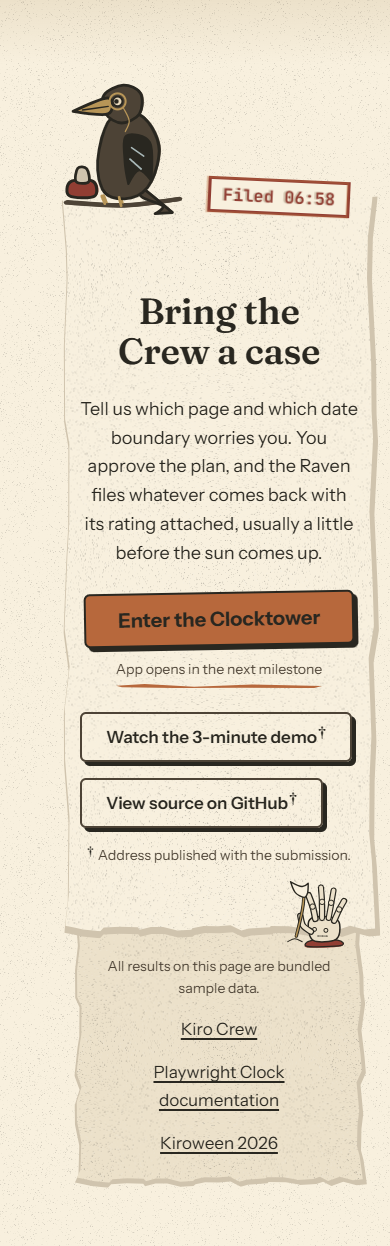 Filed 06:58
Bring the
Crew a case
Tell us which page and which date
boundary worries you. You
approve the plan, and the Raven
files whatever comes back with
its rating attached, usually a little
before the sun comes up.
Enter the Clocktower
App opens in the next milestone
Watch the 3-minute demo†
View source on GitHub†
† Address published with the submission.
All results on this page are bundled
sample data.
Kiro Crew
Playwright Clock
documentation
Kiroween 2026